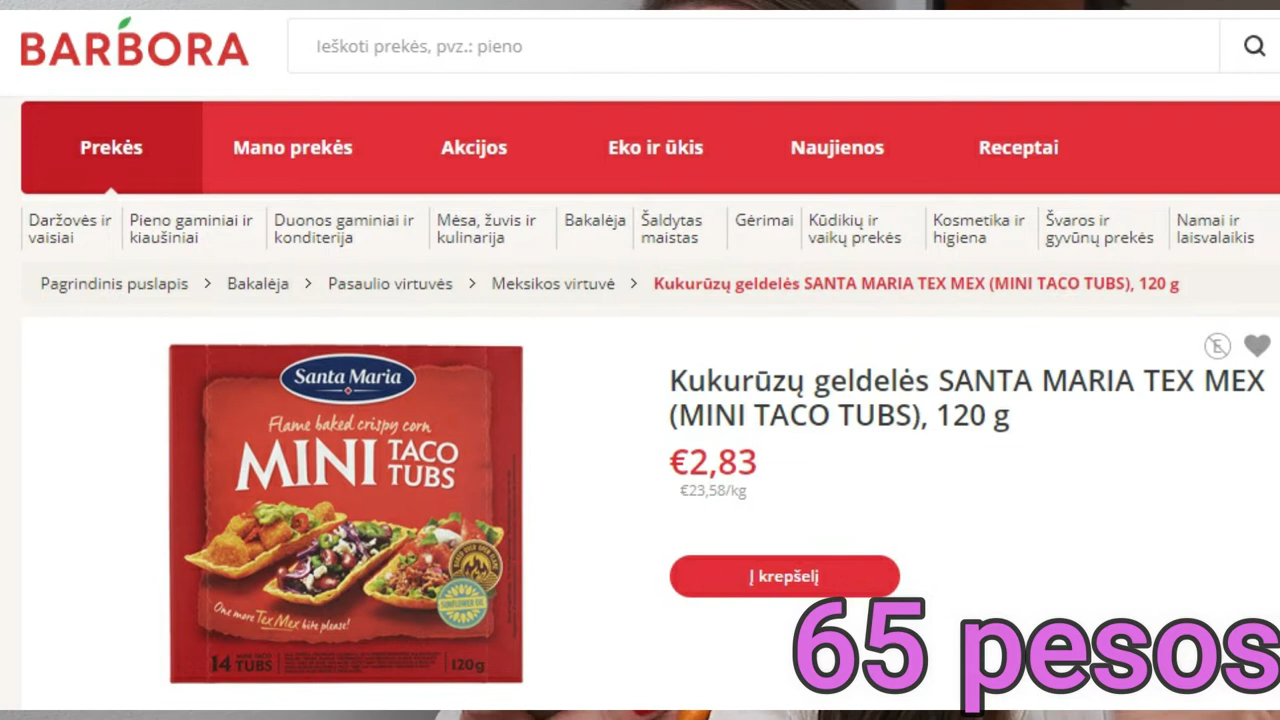 BARBORA
Ieškoti prekės, pvz.: pieno
Prekės
Mano prekės
Akcijos
Eko ir ūkis
Naujienos
Receptai
Daržovės ir
vaisiai
Pieno gaminiai ir
kiaušiniai
Duonos gaminiai ir
konditerija
Mėsa, žuvis ir
kulinarija
Bakalėja
Šaldytas
maistas
Gėrimai
Kūdikių ir
vaikų prekės
Kosmetika ir
higiena
Švaros ir
gyvūnų prekės
Namai ir
laisvalaikis
Pagrindinis puslapis > Bakalėja > Pasaulio virtuvės > Meksikos virtuvė > Kukurūzų geldelės SANTA MARIA TEX MEX (MINI TACO TUBS), 120 g
Santa Maria
Flame baked crispy corn
MINI TACO
TUBS
SUNFLOWER OIL
One more Tex Mex bite please!
14 MINI TACO
TUBS
120g
E
Kukurūzų geldelės SANTA MARIA TEX MEX
(MINI TACO TUBS), 120 g
€2,83
€23,58/kg
Į krepšelį
65 pesos